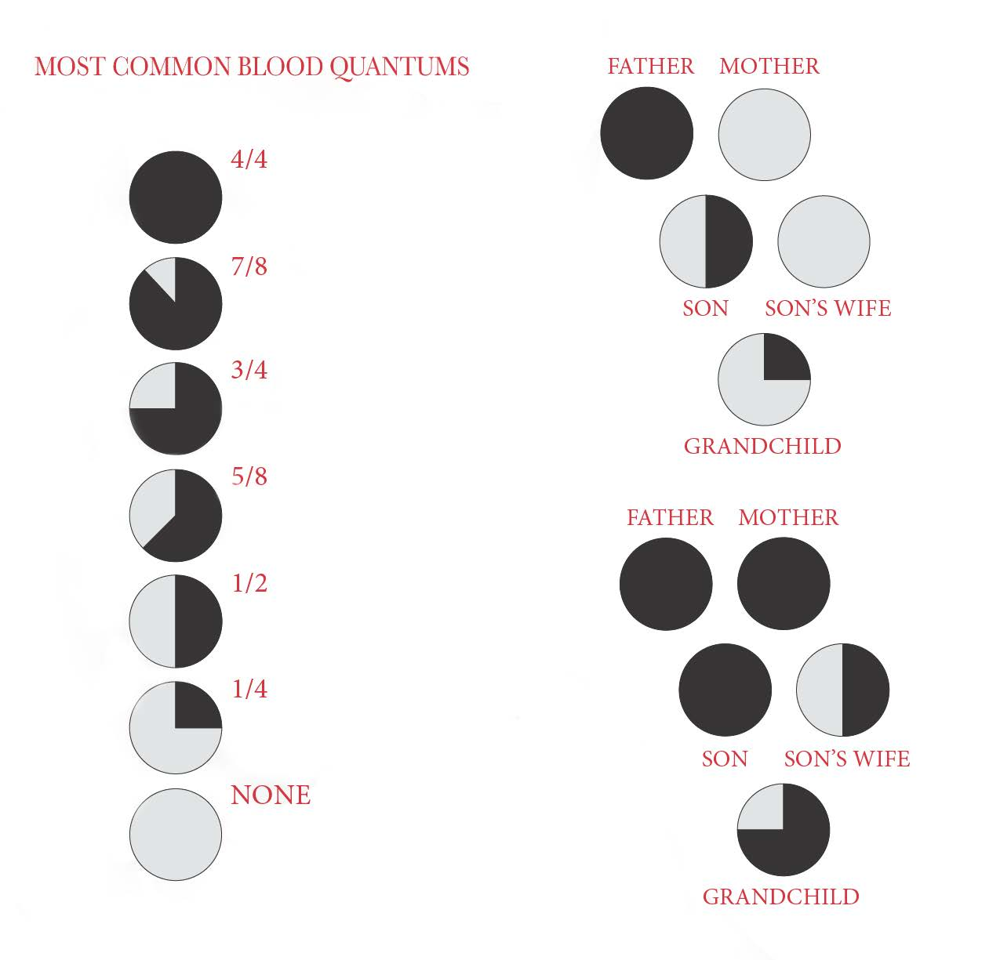 MOST COMMON BLOOD QUANTUMS
4/4
7/8
3/4
5/8
1/2
1/4
NONE
FATHER MOTHER
SON SON'S WIFE
GRANDCHILD
FATHER MOTHER
SON SON'S WIFE
GRANDCHILD